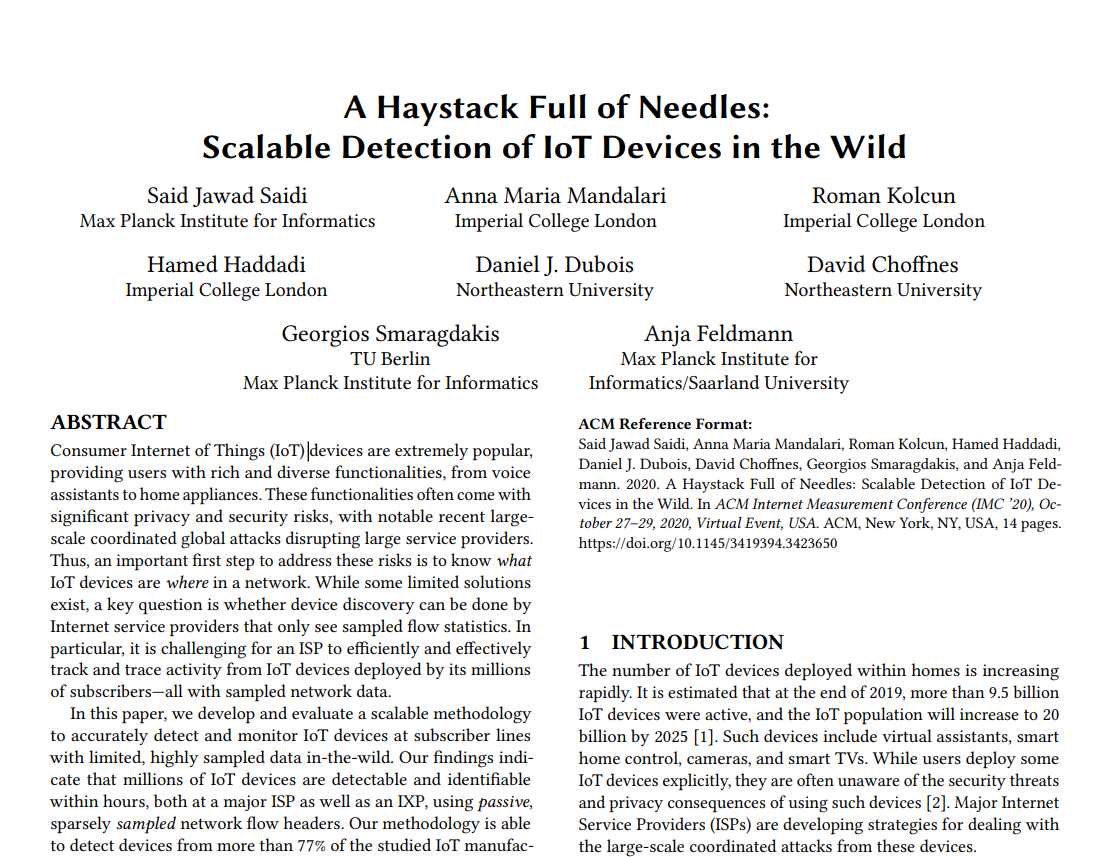 A Haystack Full of Needles:
Scalable Detection of IoT Devices in the Wild
Said Jawad Saidi
Max Planck Institute for Informatics
Anna Maria Mandalari
Imperial College London
Roman Kolcun
Imperial College London
Hamed Haddadi
Imperial College London
Daniel J. Dubois
Northeastern University
David Choffnes
Northeastern University
Georgios Smaragdakis
TU Berlin
Max Planck Institute for Informatics
Anja Feldmann
Max Planck Institute for
Informatics/Saarland University
ABSTRACT
Consumer Internet of Things (IoT) devices are extremely popular,
providing users with rich and diverse functionalities, from voice
assistants to home appliances. These functionalities often come with
significant privacy and security risks, with notable recent large-
scale coordinated global attacks disrupting large service providers.
Thus, an important first step to address these risks is to know what
IoT devices are where in a network. While some limited solutions
exist, a key question is whether device discovery can be done by
Internet service providers that only see sampled flow statistics. In
particular, it is challenging for an ISP to efficiently and effectively
track and trace activity from IoT devices deployed by its millions
of subscribers—all with sampled network data.
In this paper, we develop and evaluate a scalable methodology
to accurately detect and monitor IoT devices at subscriber lines
with limited, highly sampled data in-the-wild. Our findings indi-
cate that millions of IoT devices are detectable and identifiable
within hours, both at a major ISP as well as an IXP, using passive,
sparsely sampled network flow headers. Our methodology is able
to detect devices from more than 77% of the studied IoT manufac-
ACM Reference Format:
Said Jawad Saidi, Anna Maria Mandalari, Roman Kolcun, Hamed Haddadi,
Daniel J. Dubois, David Choffnes, Georgios Smaragdakis, and Anja Feld-
mann. 2020. A Haystack Full of Needles: Scalable Detection of IoT De-
vices in the Wild. In ACM Internet Measurement Conference (IMC ’20), Oc-
tober 27–29, 2020, Virtual Event, USA. ACM, New York, NY, USA, 14 pages.
https://doi.org/10.1145/3419394.3423650
1 INTRODUCTION
The number of IoT devices deployed within homes is increasing
rapidly. It is estimated that at the end of 2019, more than 9.5 billion
IoT devices were active, and the IoT population will increase to 20
billion by 2025 [1]. Such devices include virtual assistants, smart
home control, cameras, and smart TVs. While users deploy some
IoT devices explicitly, they are often unaware of the security threats
and privacy consequences of using such devices [2]. Major Internet
Service Providers (ISPs) are developing strategies for dealing with
the large-scale coordinated attacks from these devices.